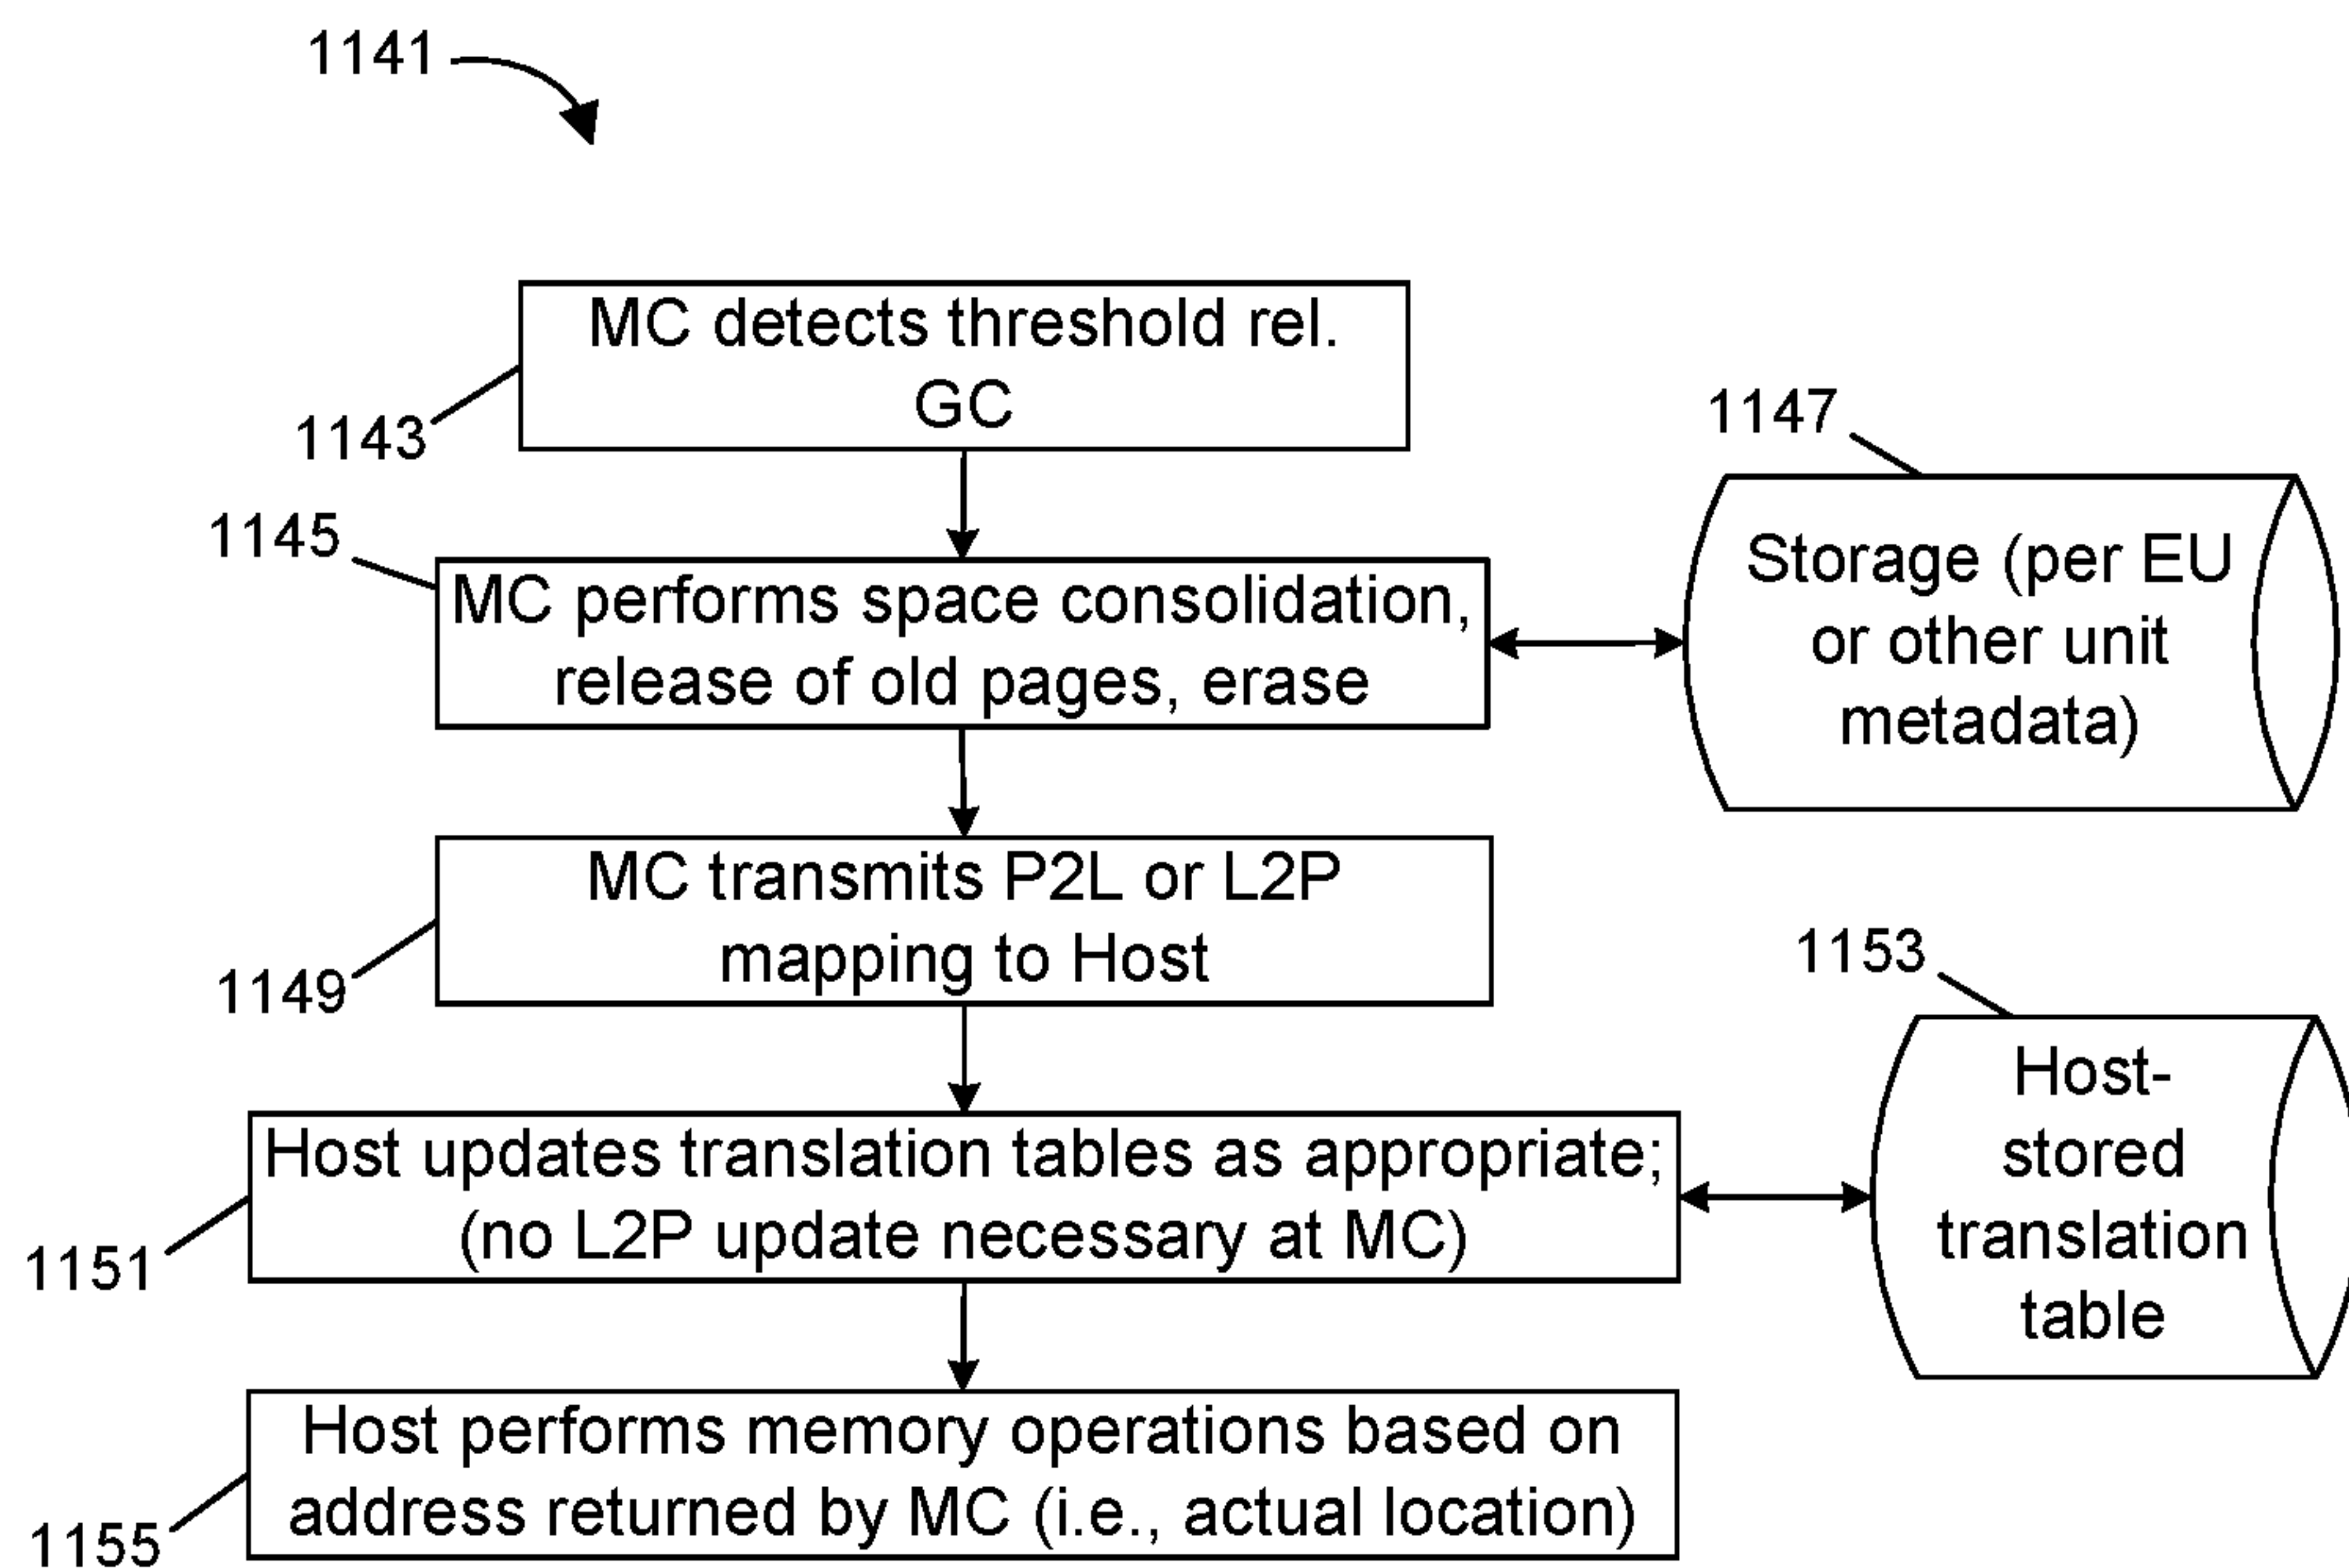 1141
MC detects threshold rel.
GC
1143
1147
1145
MC performs space consolidation,
release of old pages, erase
Storage (per EU
or other unit
metadata)
MC transmits P2L or L2P
mapping to Host
1149
1153
Host updates translation tables as appropriate;
(no L2P update necessary at MC)
1151
Host-
stored
translation
table
Host performs memory operations based on
address returned by MC (i.e., actual location)
1155